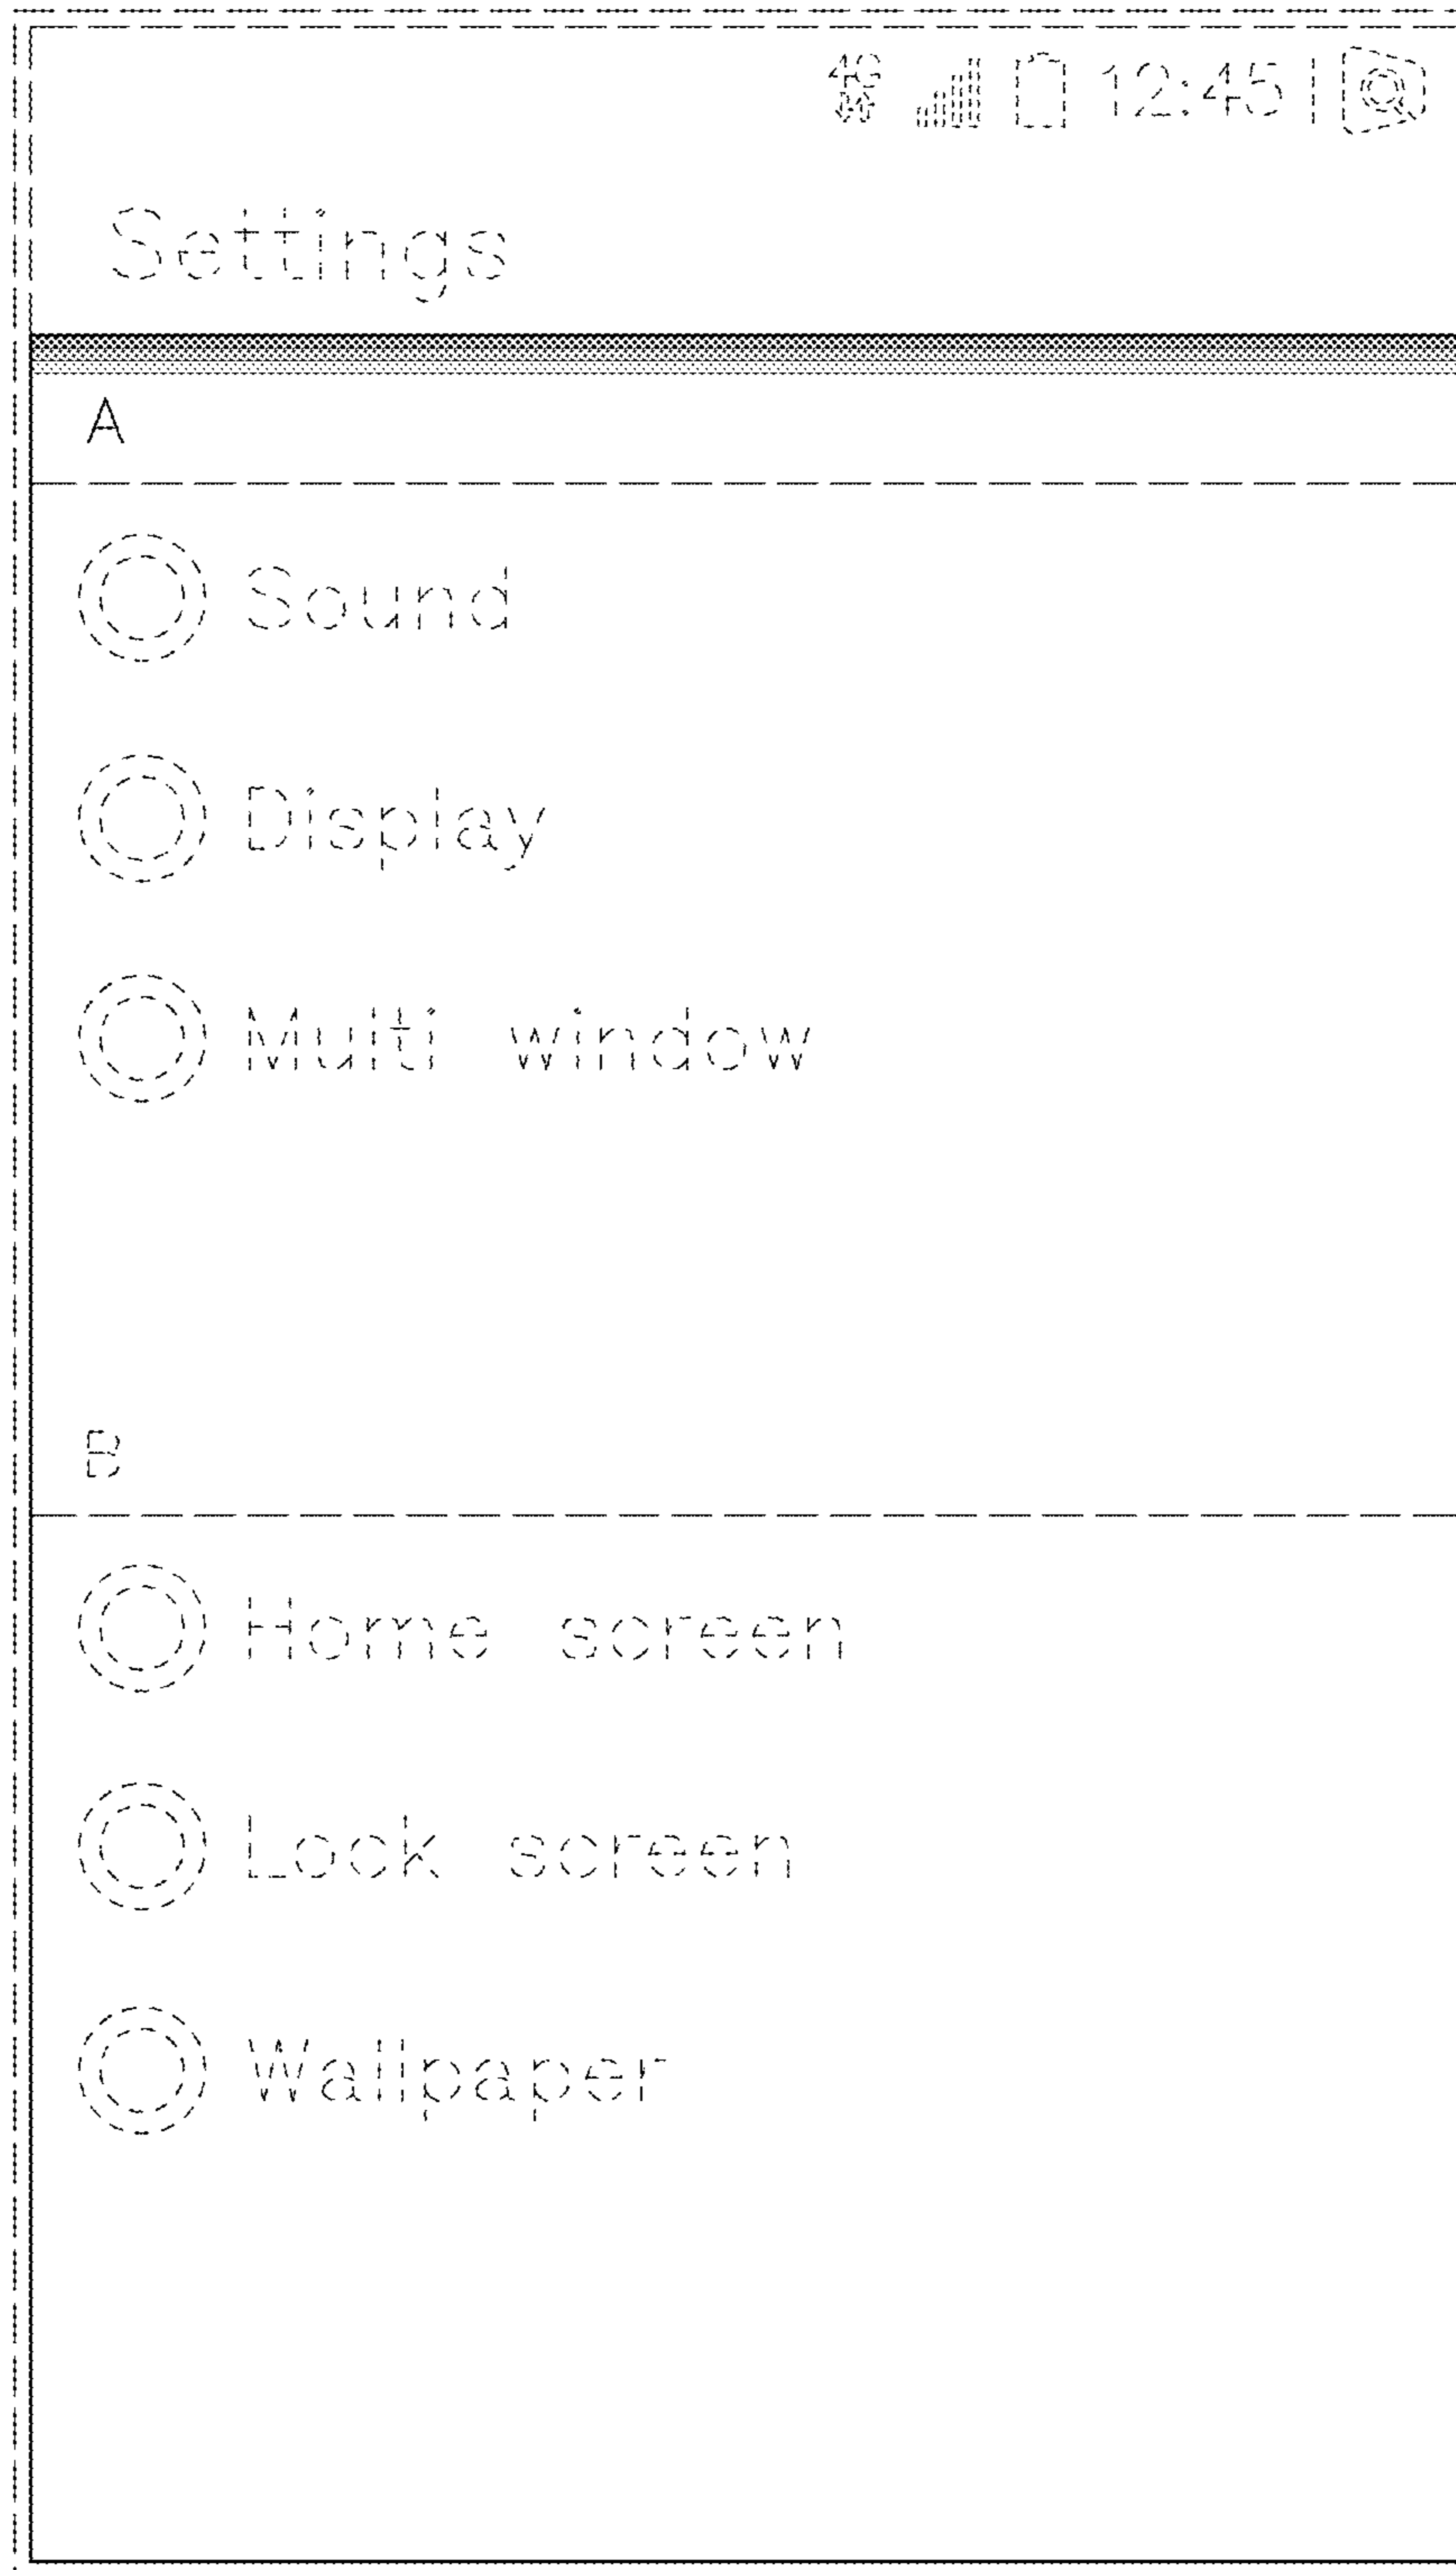 4G 12:45
Settings
A
Sound
Display
Multi window
B
Home screen
Lock screen
Wallpaper